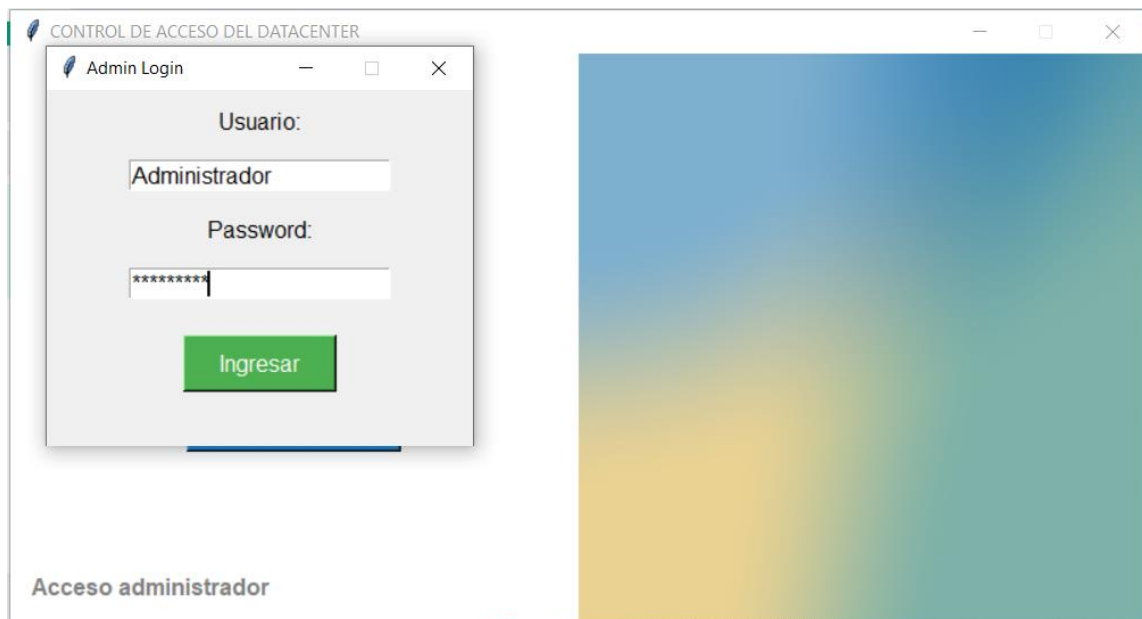 CONTROL DE ACCESO DEL DATACENTER
Admin Login
Usuario:
Administrador
Password:
*********
Ingresar
Acceso administrador